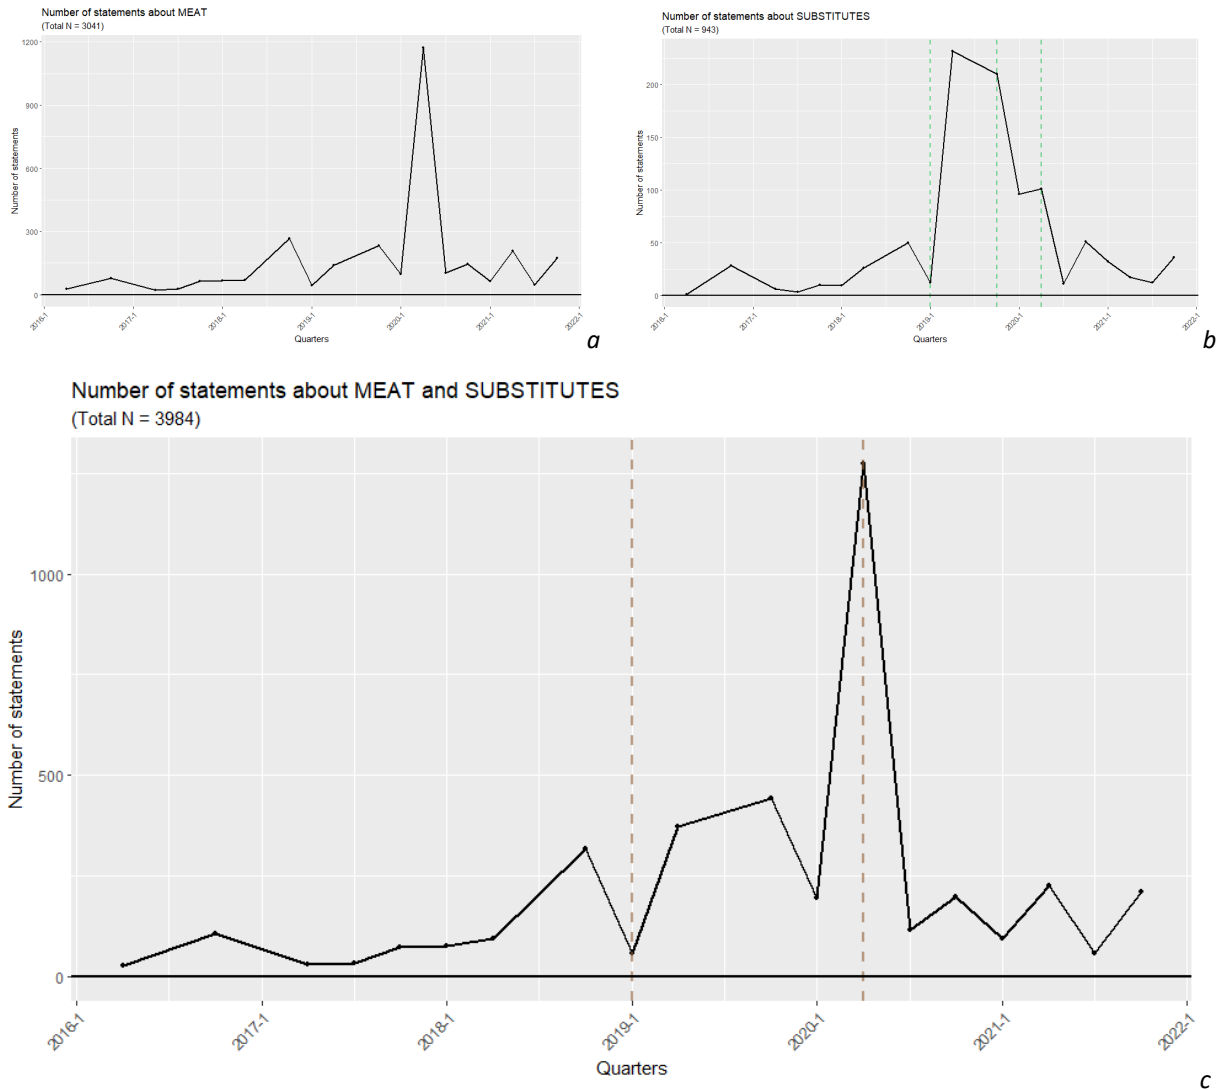 Number of statements about MEAT
(Total N = 3041)
1200
900
600
300
0
Number of statements
2016-1
2017-1
2018-1
2019-1
2020-1
2021-1
2022-1
Quarters
a
Number of statements about SUBSTITUTES
(Total N = 943)
200
150
100
50
0
Number of statements
2016-1
2017-1
2018-1
2019-1
2020-1
2021-1
2022-1
Quarters
b
Number of statements about MEAT and SUBSTITUTES
(Total N = 3984)
1000
500
0
Number of statements
2016-1
2017-1
2018-1
2019-1
2020-1
2021-1
2022-1
Quarters
c